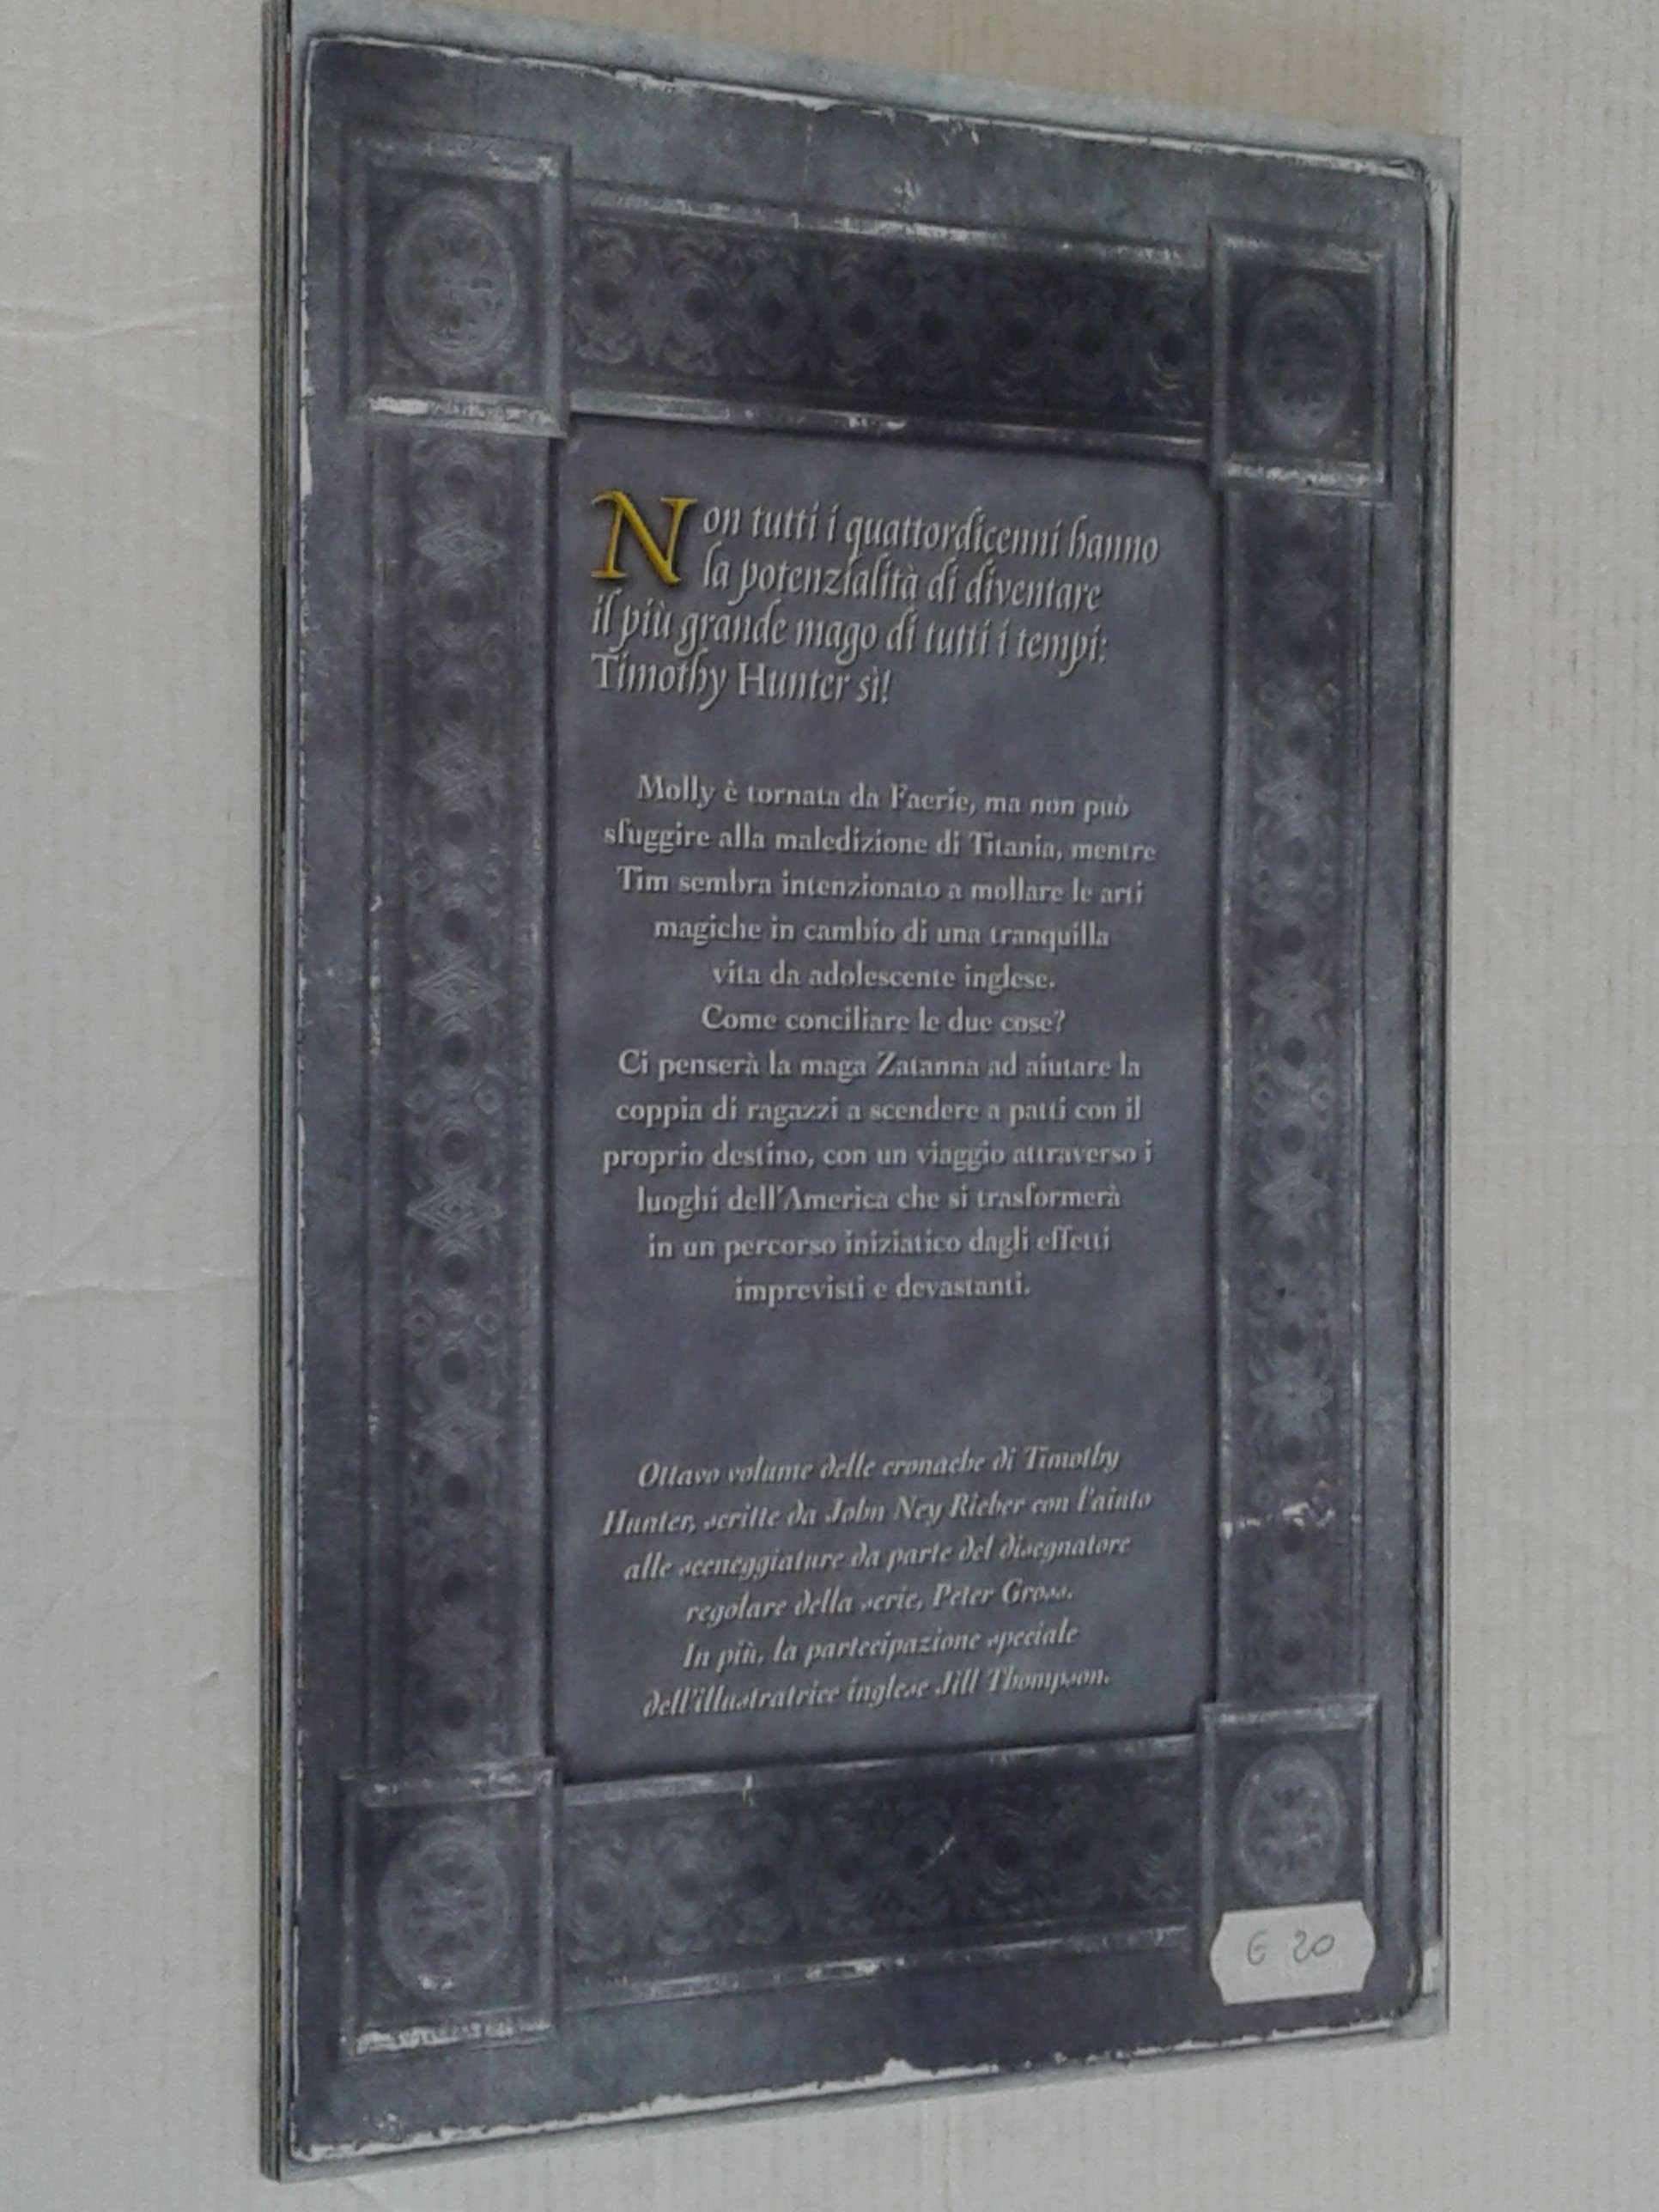 Non tutti i quattordicenni hanno
la potenzialità di diventare
il più grande mago di tutti i tempi:
Timothy Hunter sì!
Molly è tornata da Faerie, ma non può
sfuggire alla maledizione di Titania, mentre
Tim sembra intenzionato a mollare le arti
magiche in cambio di una tranquilla
vita da adolescente inglese.
Come conciliare le due cose?
Ci penserà la maga Zatanna ad aiutare la
coppia di ragazzi a scendere a patti con il
proprio destino, con un viaggio attraverso i
luoghi dell'America che si trasformerà
in un percorso iniziatico dagli effetti
imprevisti e devastanti.
Ottavo volume delle cronache di Timothy
Hunter, scritte da John Ney Rieber con l'aiuto
alle sceneggiature da parte del disegnatore
regolare della serie, Peter Gross.
In più, la partecipazione speciale
dell'illustratrice inglese Jill Thompson.
€ 20